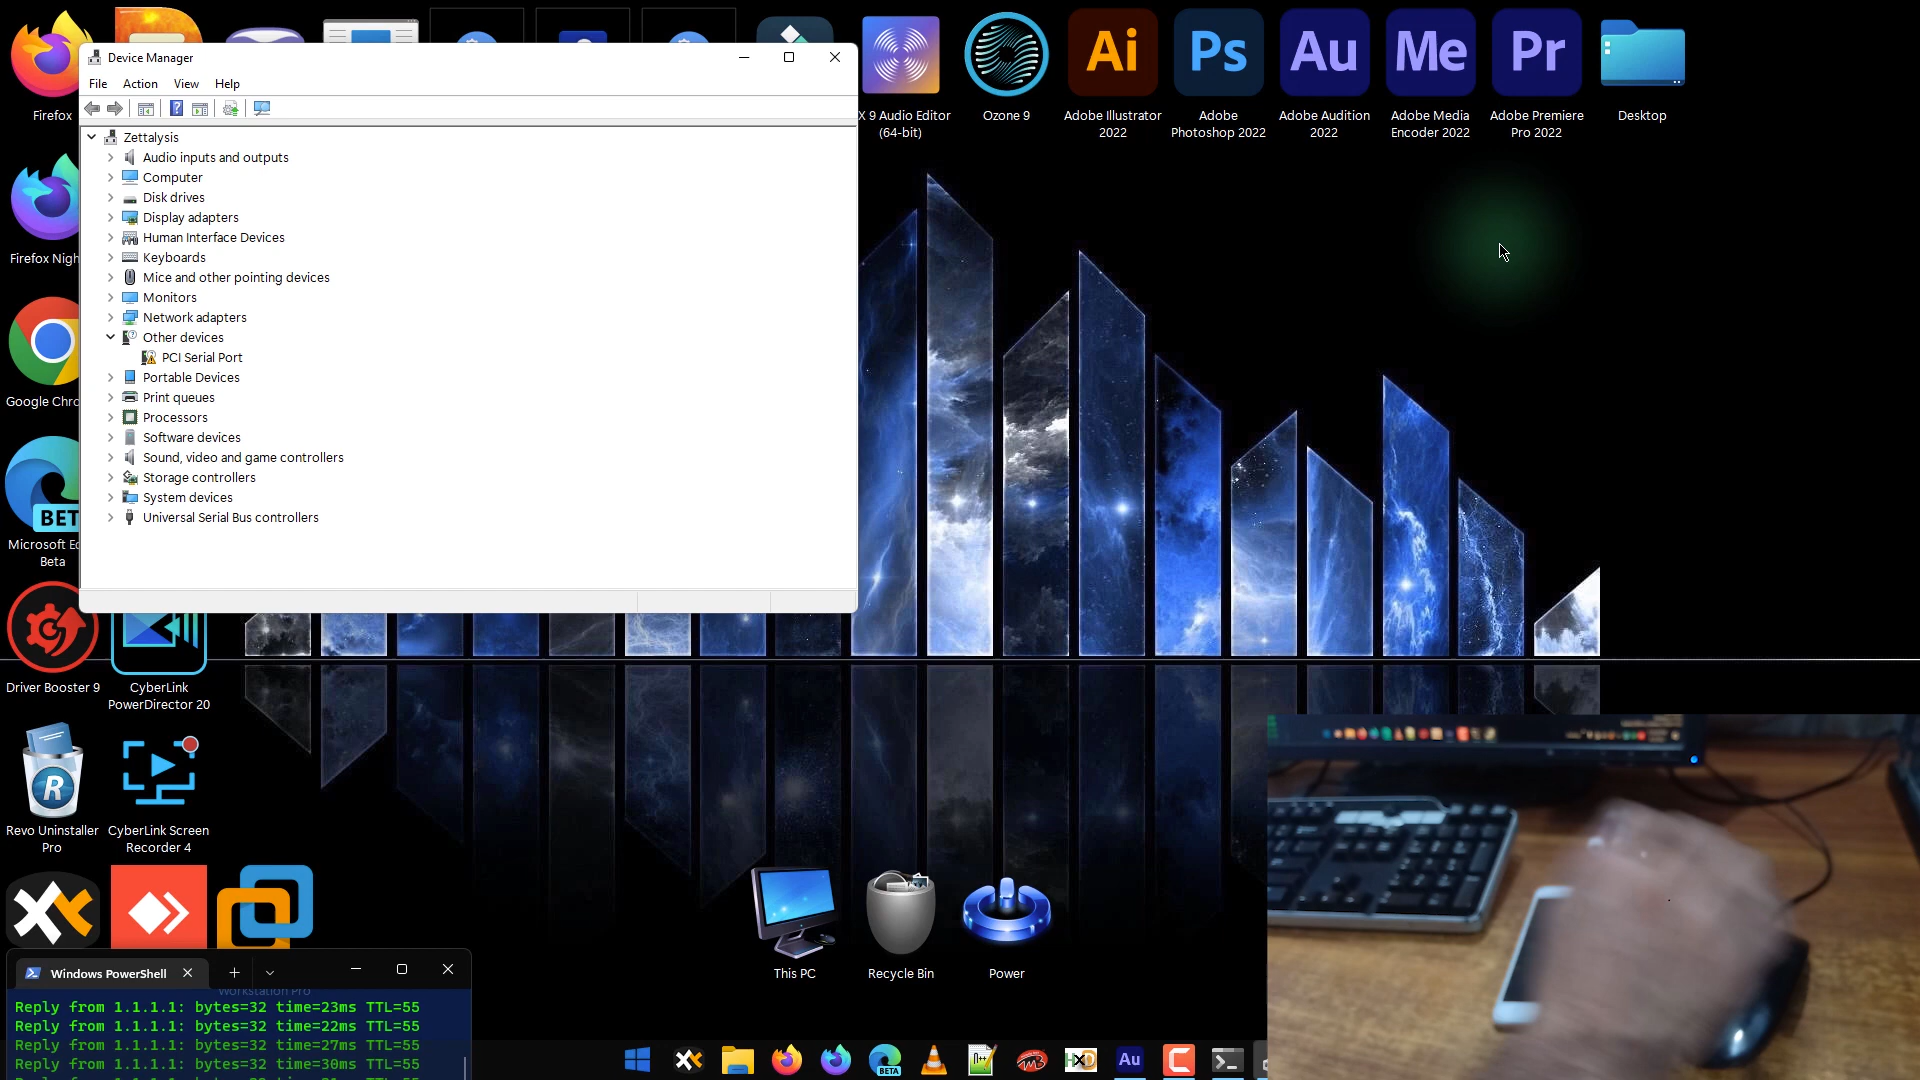 Device Manager
File Action View Help
Zettalysis
Audio inputs and outputs
Computer
Disk drives
Display adapters
Human Interface Devices
Keyboards
Mice and other pointing devices
Monitors
Network adapters
Other devices
PCI Serial Port
Portable Devices
Print queues
Processors
Software devices
Sound, video and game controllers
Storage controllers
System devices
Universal Serial Bus controllers
Firefox
Firefox Nigh
Google Chro
BETA
Microsoft Ed
Beta
Driver Booster 9
CyberLink
PowerDirector 20
R
Revo Uninstaller
Pro
CyberLink Screen
Recorder 4
X 9 Audio Editor
(64-bit)
Ozone 9
Ai
Adobe Illustrator
2022
Ps
Adobe
Photoshop 2022
Au
Adobe Audition
2022
Me
Adobe Media
Encoder 2022
Pr
Adobe Premiere
Pro 2022
Desktop
This PC
Recycle Bin
Power
Windows PowerShell
Workstation Pro
Reply from 1.1.1.1: bytes=32 time=23ms TTL=55
Reply from 1.1.1.1: bytes=32 time=22ms TTL=55
Reply from 1.1.1.1: bytes=32 time=27ms TTL=55
Reply from 1.1.1.1: bytes=32 time=30ms TTL=55
BETA
Au